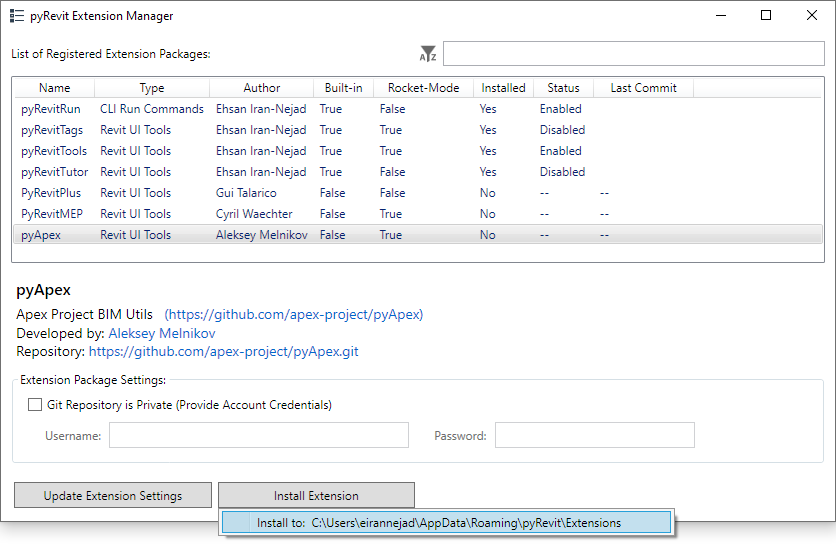 pyRevit Extension Manager
List of Registered Extension Packages:
AZ
Name Type Author Built-in Rocket-Mode Installed Status Last Commit
pyRevitRun CLI Run Commands Ehsan Iran-Nejad True False Yes Enabled
pyRevitTags Revit UI Tools Ehsan Iran-Nejad True True Yes Disabled
pyRevitTools Revit UI Tools Ehsan Iran-Nejad True True Yes Enabled
pyRevitTutor Revit UI Tools Ehsan Iran-Nejad True False Yes Disabled
PyRevitPlus Revit UI Tools Gui Talarico False False No -- --
PyRevitMEP Revit UI Tools Cyril Waechter False True No -- --
pyApex Revit UI Tools Aleksey Melnikov False True No -- --
pyApex
Apex Project BIM Utils (https://github.com/apex-project/pyApex)
Developed by: Aleksey Melnikov
Repository: https://github.com/apex-project/pyApex.git
Extension Package Settings:
Git Repository is Private (Provide Account Credentials)
Username: Password:
Update Extension Settings Install Extension
Install to: C:\Users\eirannejad\AppData\Roaming\pyRevit\Extensions